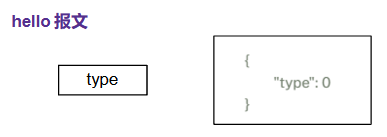 hello 报文
type
{
"type": 0
}